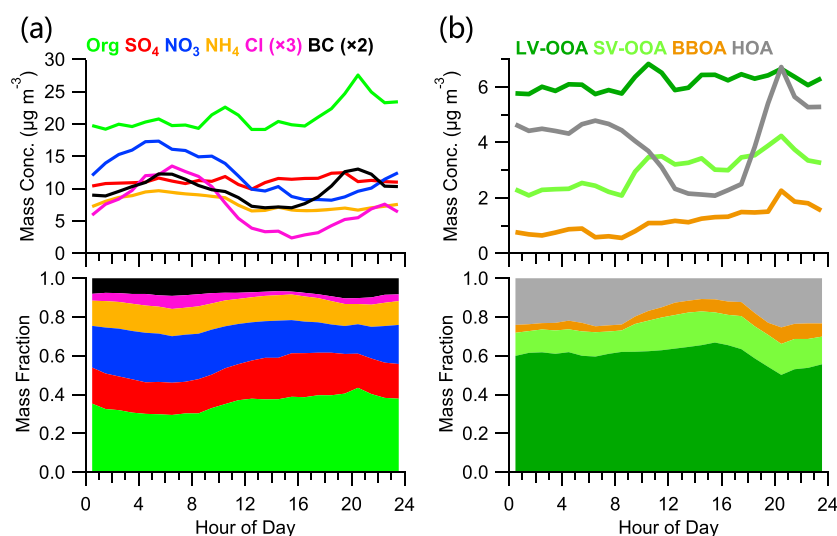 (a)
Org SO₄ NO₃ NH₄ Cl (×3) BC (×2)
30
25
20
15
10
5
0
Mass Conc. (µg m⁻³)
1.0
0.8
0.6
0.4
0.2
0.0
Mass Fraction
0 4 8 12 16 20 24
Hour of Day
(b)
LV-OOA SV-OOA BBOA HOA
6
4
2
0
Mass Conc. (µg m⁻³)
1.0
0.8
0.6
0.4
0.2
0.0
Mass Fraction
0 4 8 12 16 20 24
Hour of Day